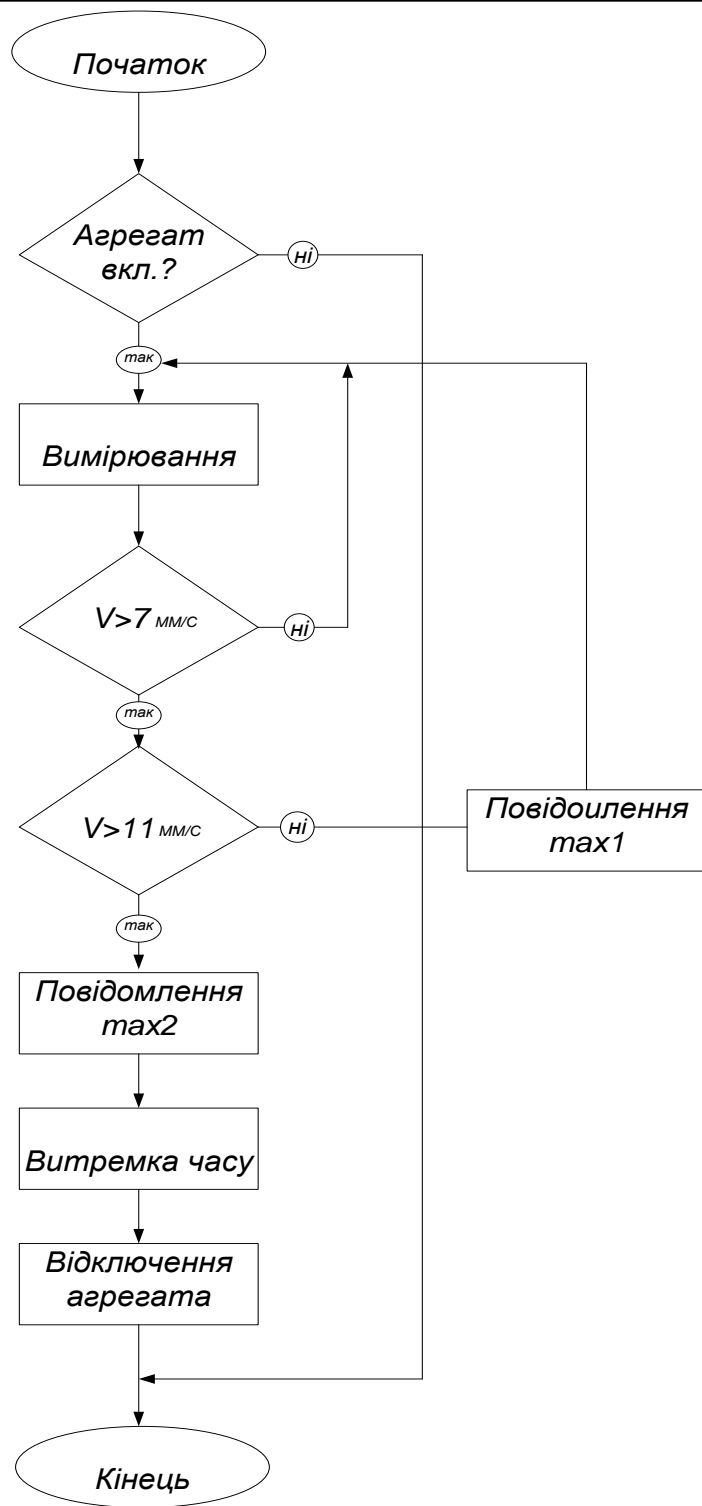 Початок
Агрегат
вкл.?
ні
так
Вимірювання
V>7 мм/с
ні
так
V>11 мм/с
ні
Повідоилення
max1
так
Повідомлення
max2
Витремка часу
Відключення
агрегата
Кінець